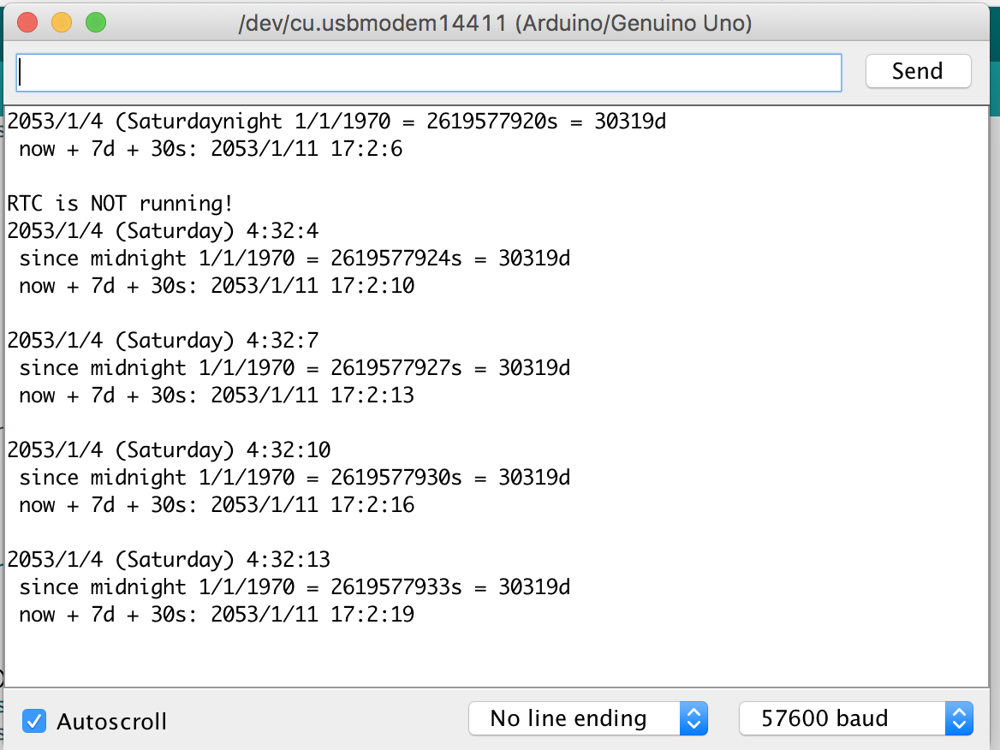 /dev/cu.usbmodem14411 (Arduino/Genuino Uno)
Send
2053/1/4 (Saturdaynight 1/1/1970 = 2619577920s = 30319d
now + 7d + 30s: 2053/1/11 17:2:6
RTC is NOT running!
2053/1/4 (Saturday) 4:32:4
since midnight 1/1/1970 = 2619577924s = 30319d
now + 7d + 30s: 2053/1/11 17:2:10
2053/1/4 (Saturday) 4:32:7
since midnight 1/1/1970 = 2619577927s = 30319d
now + 7d + 30s: 2053/1/11 17:2:13
2053/1/4 (Saturday) 4:32:10
since midnight 1/1/1970 = 2619577930s = 30319d
now + 7d + 30s: 2053/1/11 17:2:16
2053/1/4 (Saturday) 4:32:13
since midnight 1/1/1970 = 2619577933s = 30319d
now + 7d + 30s: 2053/1/11 17:2:19
Autoscroll
No line ending
57600 baud